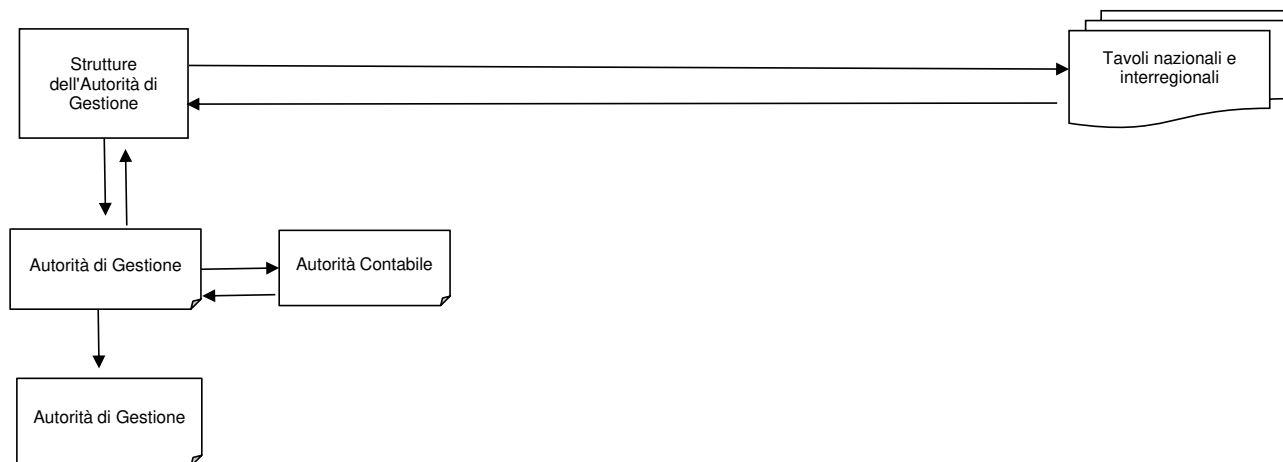 Strutture
dell'Autorità di
Gestione
Tavoli nazionali e
interregionali
Autorità di Gestione
Autorità Contabile
Autorità di Gestione